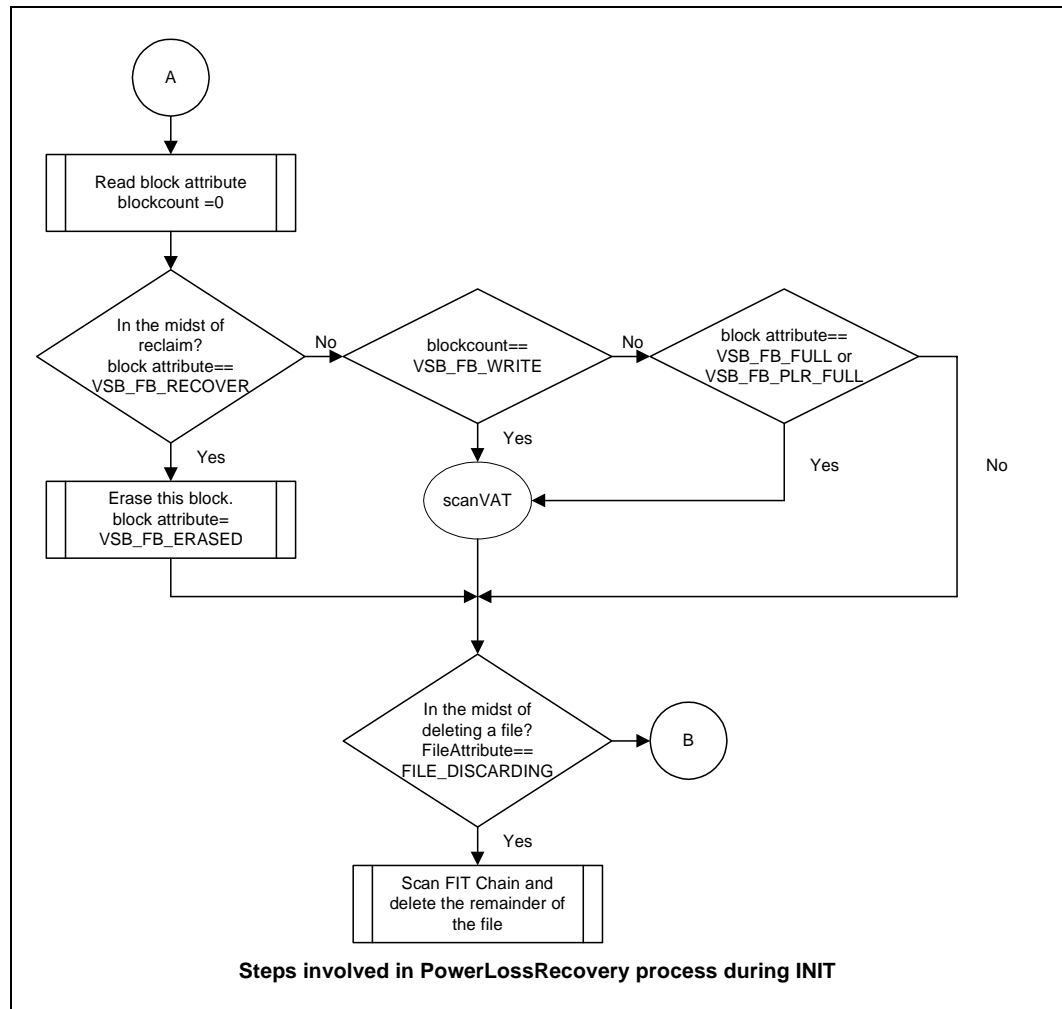 A
Read block attribute
blockcount =0
In the midst of
reclaim?
block attribute==
VSB_FB_RECOVER
No
blockcount==
VSB_FB_WRITE
No
block attribute==
VSB_FB_FULL or
VSB_FB_PLR_FULL
Yes
Yes
Yes
No
Erase this block.
block attribute=
VSB_FB_ERASED
scanVAT
In the midst of
deleting a file?
FileAttribute==
FILE_DISCARDING
B
Yes
Scan FIT Chain and
delete the remainder of
the file
Steps involved in PowerLossRecovery process during INIT